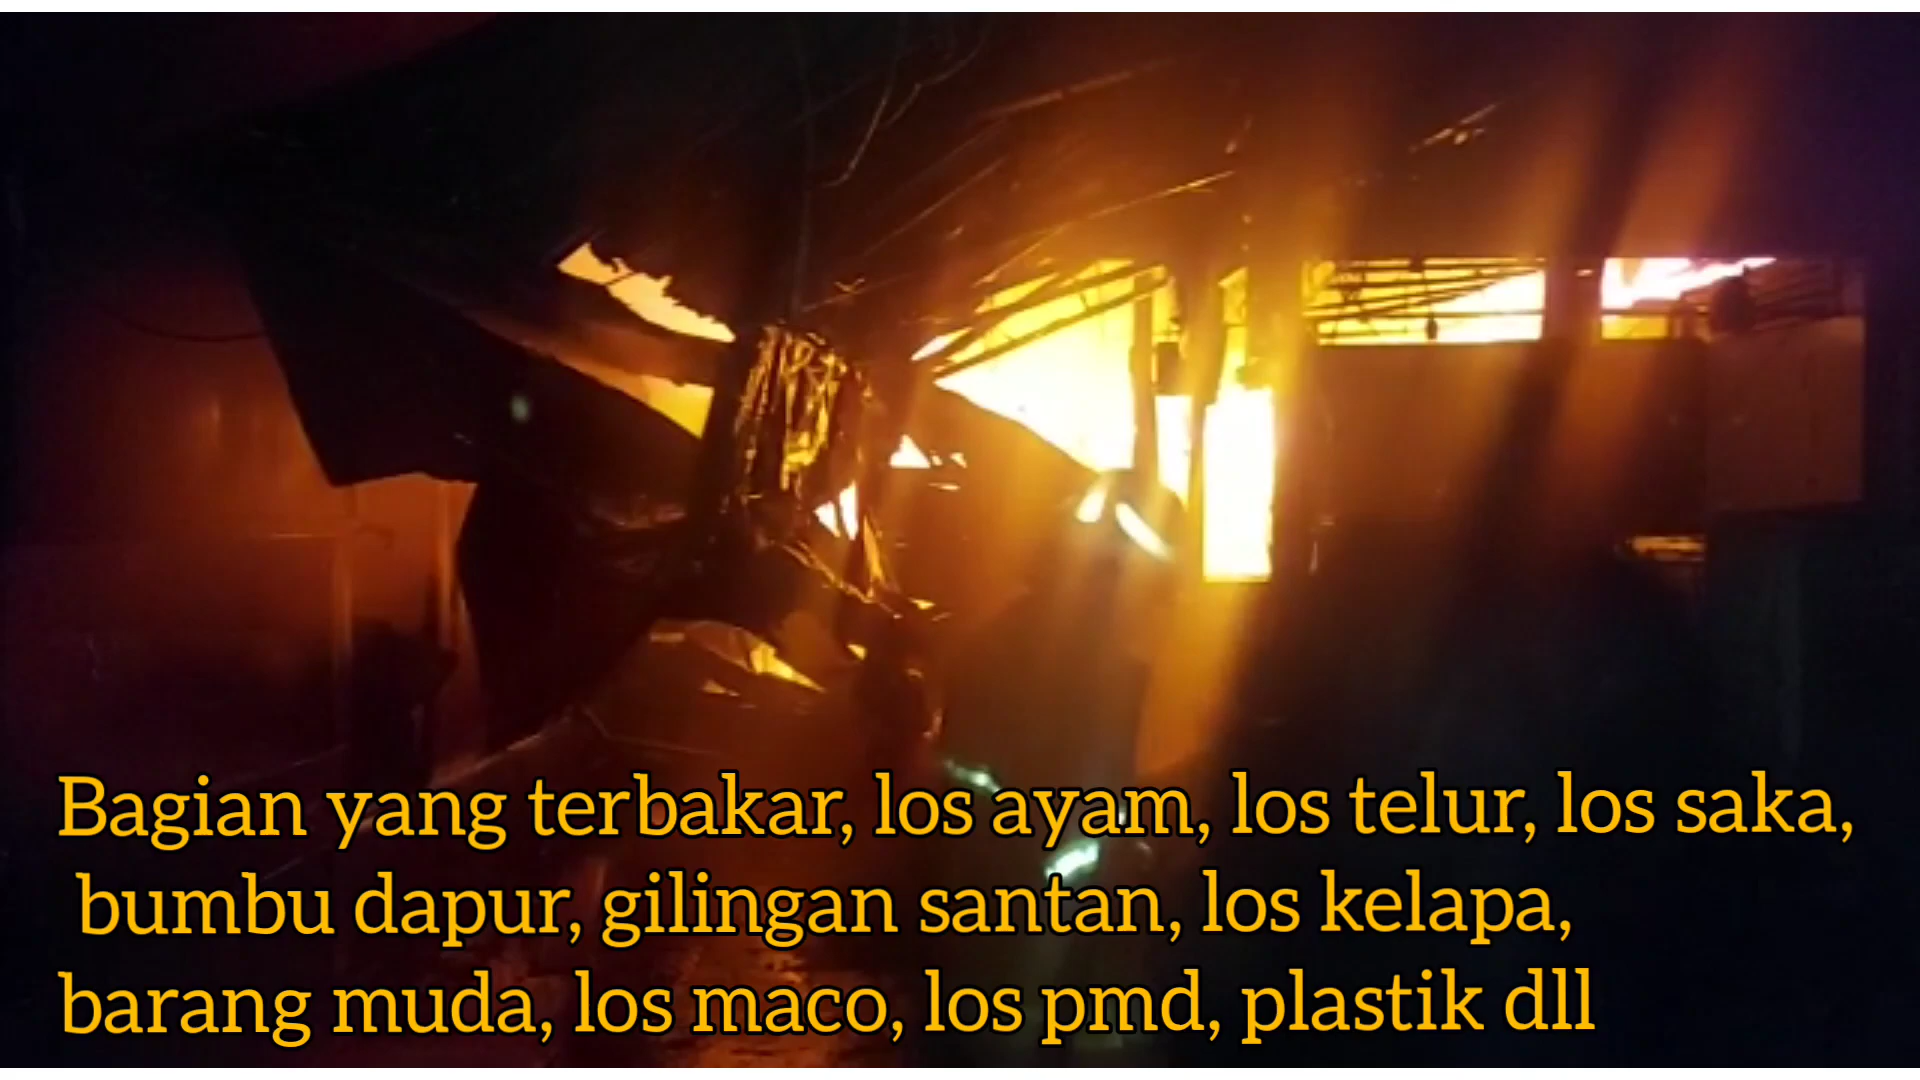 Bagian yang terbakar, los ayam, los telur, los saka,
bumbu dapur, gilingan santan, los kelapa,
barang muda, los maco, los pmd, plastik dll